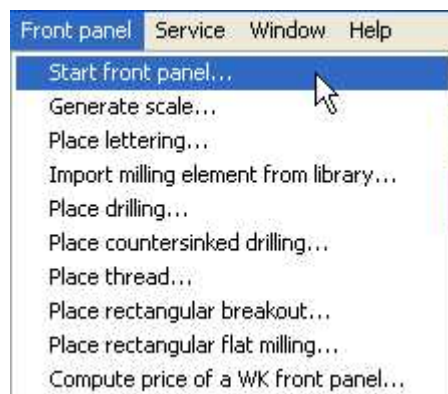 Front panel Service Window Help
Start front panel...
Generate scale...
Place lettering...
Import milling element from library...
Place drilling...
Place countersinked drilling...
Place thread...
Place rectangular breakout...
Place rectangular flat milling...
Compute price of a WK front panel...